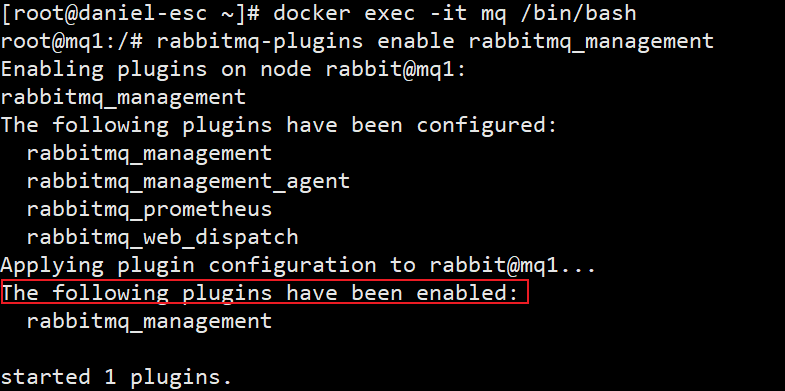 [root@daniel-esc ~]# docker exec -it mq /bin/bash
root@mq1:/# rabbitmq-plugins enable rabbitmq_management
Enabling plugins on node rabbit@mq1:
rabbitmq_management
The following plugins have been configured:
  rabbitmq_management
  rabbitmq_management_agent
  rabbitmq_prometheus
  rabbitmq_web_dispatch
Applying plugin configuration to rabbit@mq1...
The following plugins have been enabled:
  rabbitmq_management

started 1 plugins.